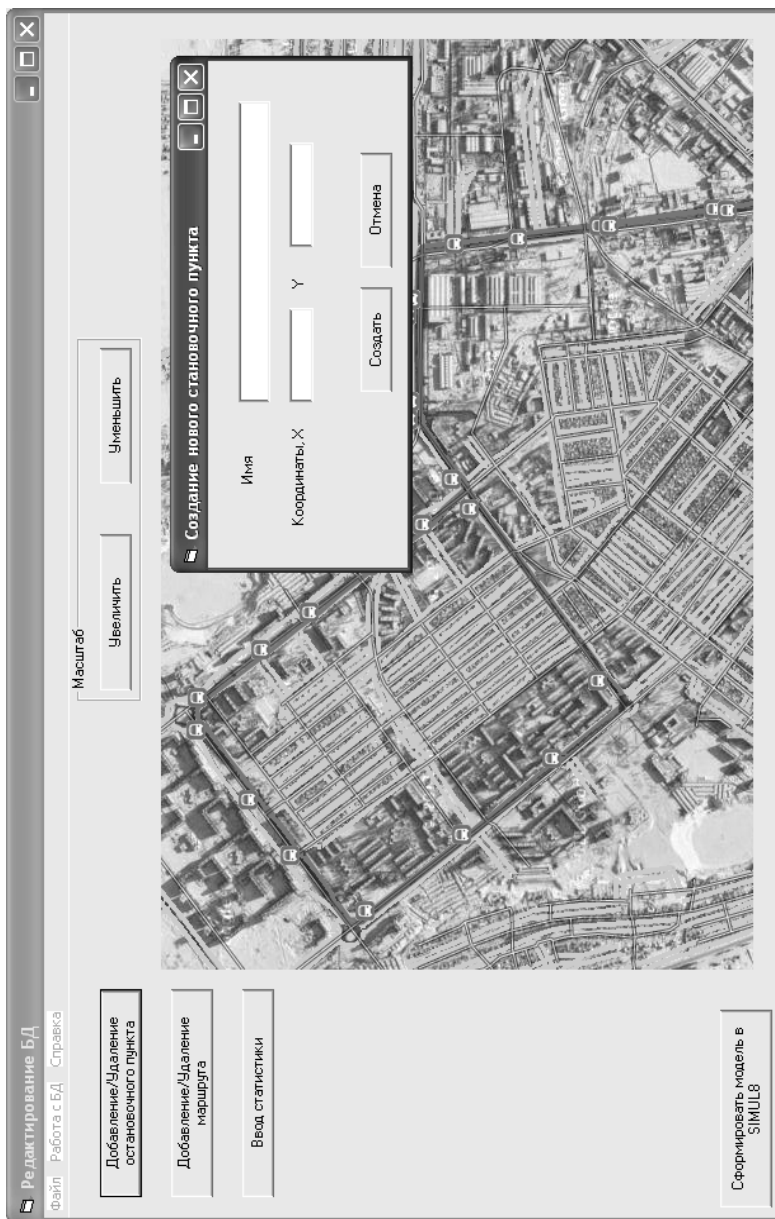 Редактирование БД
Файл Работа с БД Справка
Добавление/Удаление
остановочного пункта
Добавление/Удаление
маршрута
Ввод статистики
Сформировать модель в
SIMUL8
Масштаб
Увеличить
Уменьшить
Создание нового становочного пункта
Имя
Координаты, X
Y
Создать
Отмена